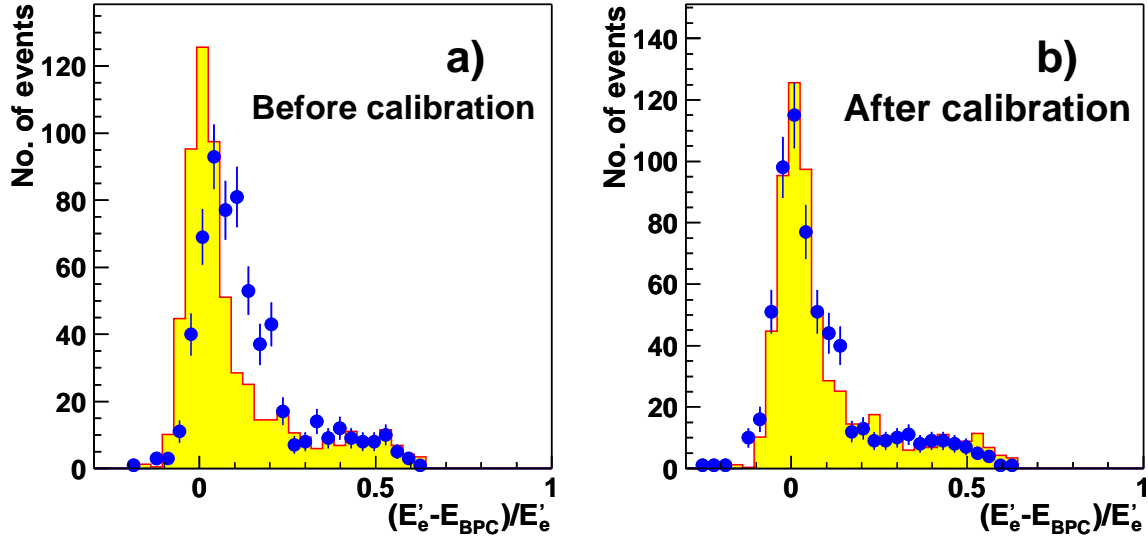 No. of events
a)
Before calibration
120
100
80
60
40
20
0
0 0.5 1
(E'e-EBPC)/E'e
No. of events
b)
After calibration
140
120
100
80
60
40
20
0
0 0.5 1
(E'e-EBPC)/E'e